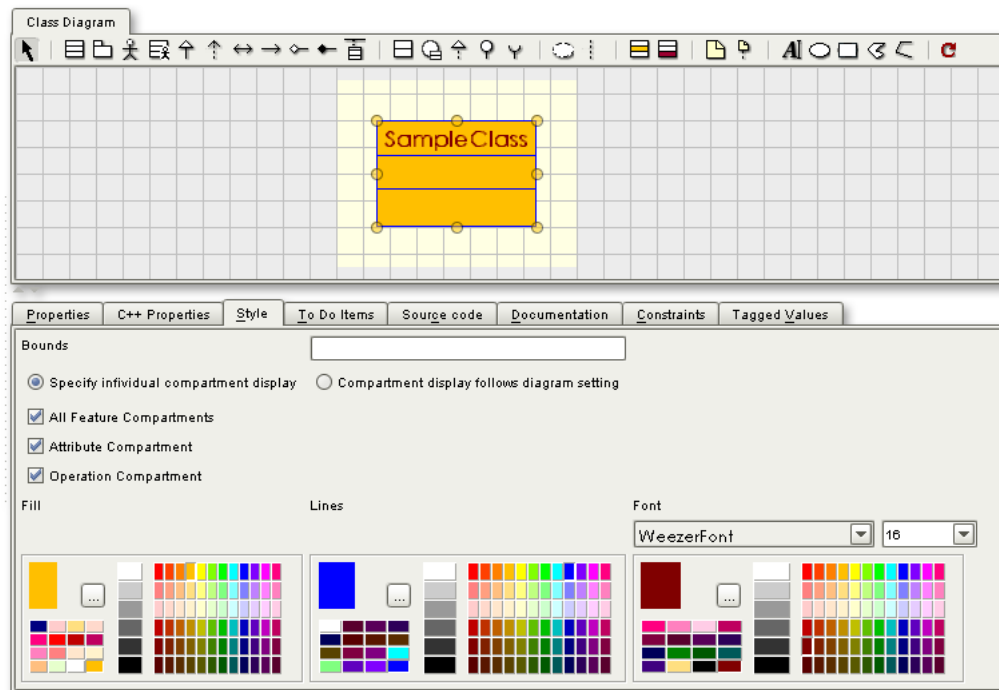 Class Diagram
A
C
SampleClass
Properties C++ Properties Style To Do Items Source code Documentation Constraints Tagged Values
Bounds
Specify infividual compartment display Compartment display follows diagram setting
All Feature Compartments
Attribute Compartment
Operation Compartment
Fill Lines Font
WeezerFont 16
... ... ...